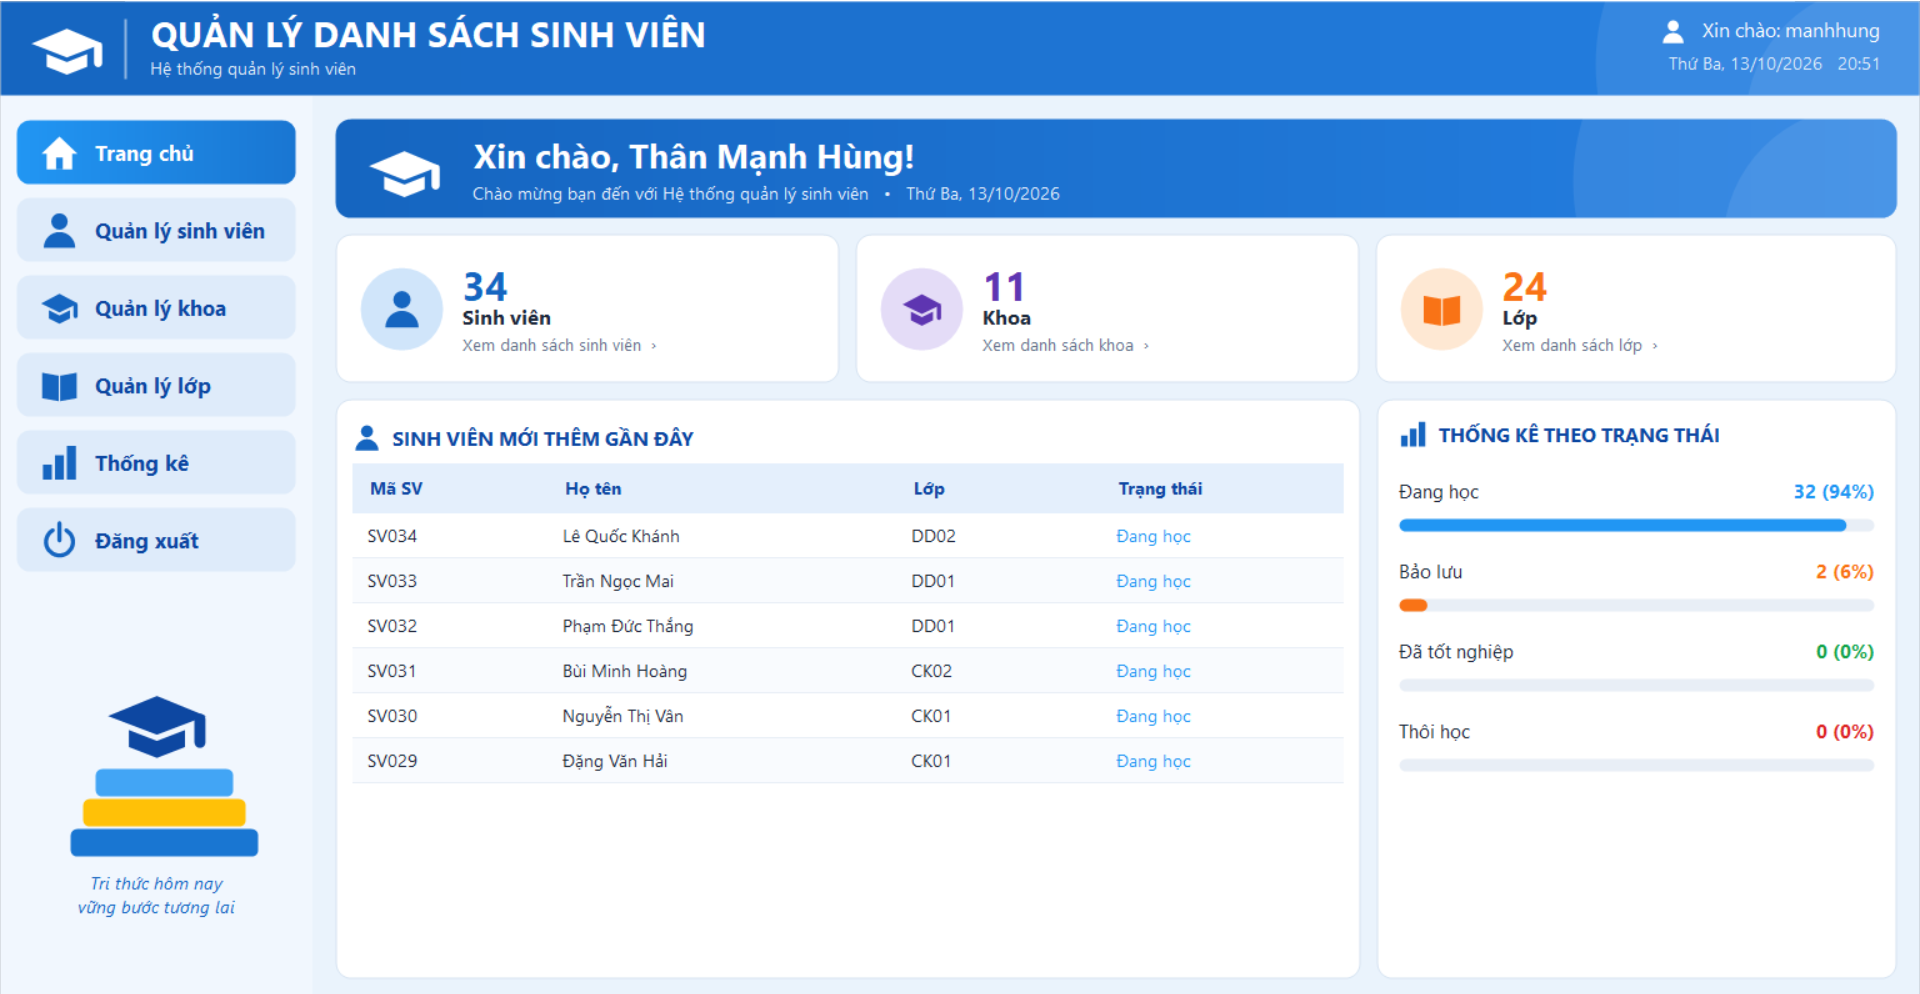 QUẢN LÝ DANH SÁCH SINH VIÊN
Hệ thống quản lý sinh viên
Xin chào: manhhung
Thứ Ba, 13/10/2026 20:51
Trang chủ
Quản lý sinh viên
Quản lý khoa
Quản lý lớp
Thống kê
Đăng xuất
Tri thức hôm nay
vững bước tương lai
Xin chào, Thân Mạnh Hùng!
Chào mừng bạn đến với Hệ thống quản lý sinh viên • Thứ Ba, 13/10/2026
34
Sinh viên
Xem danh sách sinh viên ›
11
Khoa
Xem danh sách khoa ›
24
Lớp
Xem danh sách lớp ›
SINH VIÊN MỚI THÊM GẦN ĐÂY
Mã SV Họ tên Lớp Trạng thái
SV034 Lê Quốc Khánh DD02 Đang học
SV033 Trần Ngọc Mai DD01 Đang học
SV032 Phạm Đức Thắng DD01 Đang học
SV031 Bùi Minh Hoàng CK02 Đang học
SV030 Nguyễn Thị Vân CK01 Đang học
SV029 Đặng Văn Hải CK01 Đang học
THỐNG KÊ THEO TRẠNG THÁI
Đang học 32 (94%)
Bảo lưu 2 (6%)
Đã tốt nghiệp 0 (0%)
Thôi học 0 (0%)